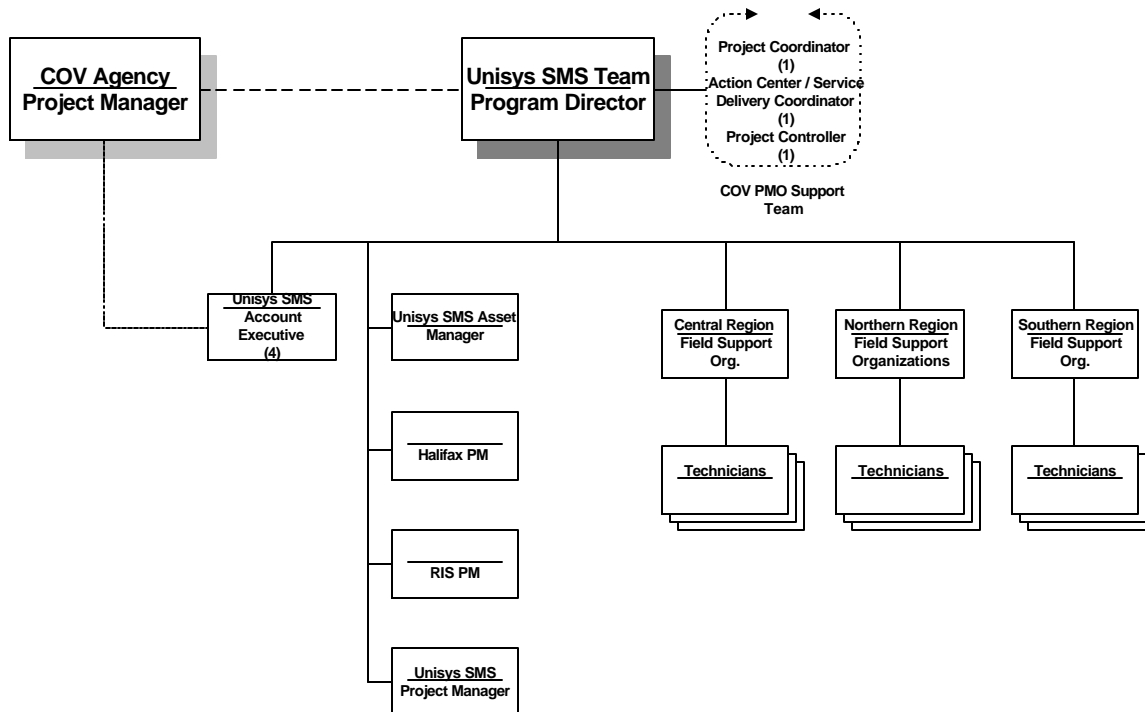 COV Agency
Project Manager
Unisys SMS Team
Program Director
Project Coordinator
(1)
Action Center / Service
Delivery Coordinator
(1)
Project Controller
(1)
COV PMO Support
Team
Unisys SMS
Account
Executive
(4)
Unisys SMS Asset
Manager
Central Region
Field Support
Org.
Northern Region
Field Support
Organizations
Southern Region
Field Support
Org.
Halifax PM
Technicians
Technicians
Technicians
RIS PM
Unisys SMS
Project Manager